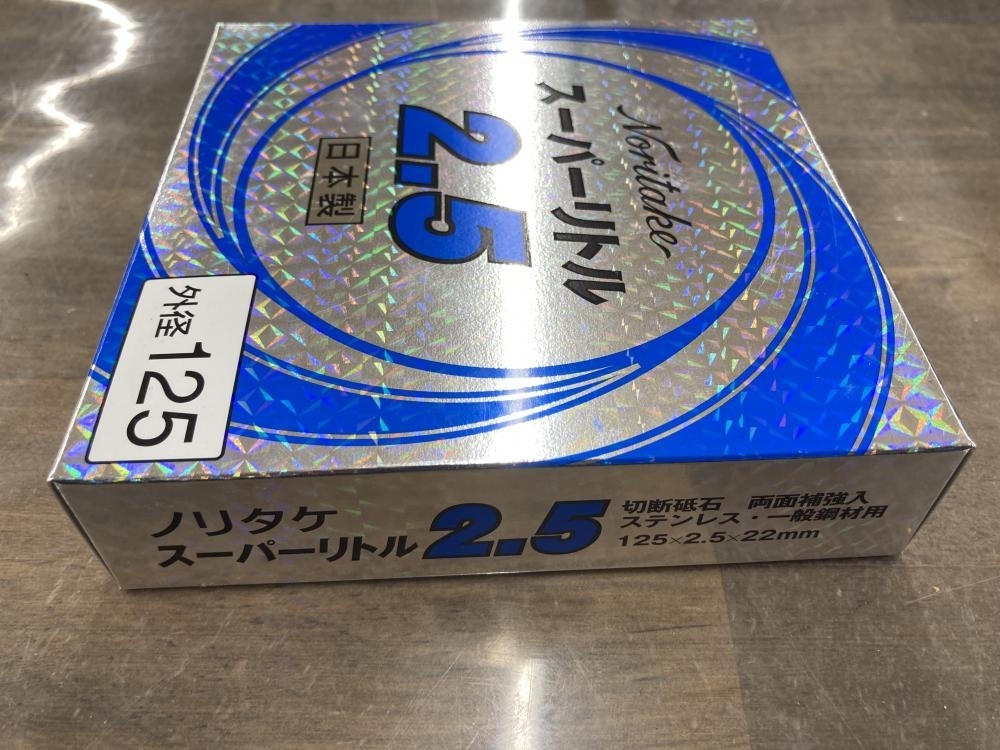 Noritake
スーパーリトル
2.5
日本製
外径 125
ノリタケ
スーパーリトル 2.5
切断砥石 両面補強入
ステンレス・一般鋼材用
125×2.5×22mm